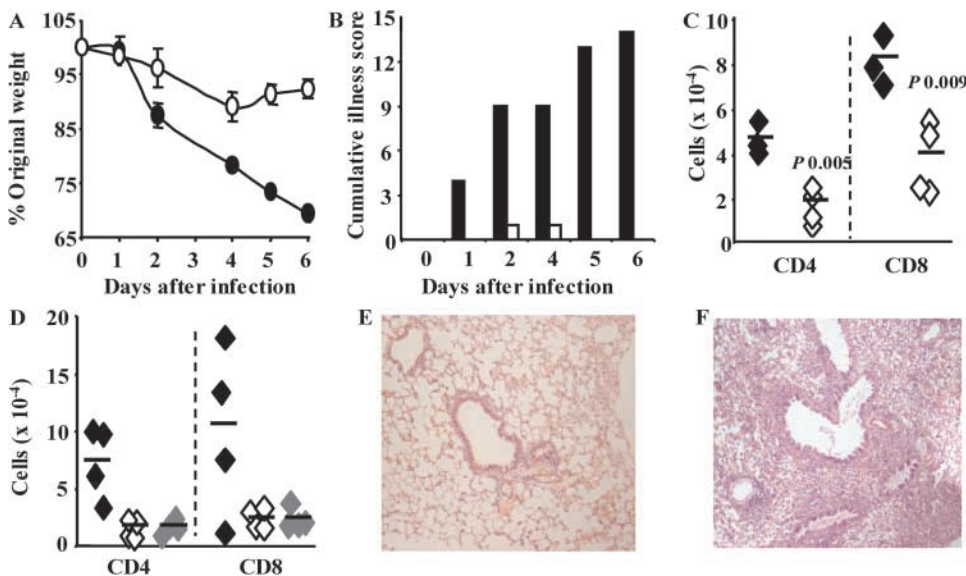 A
105
95
85
75
65
% Original weight
0 1 2 3 4 5 6
Days after infection
B
15
12
9
6
3
0
Cumulative illness score
0 1 2 4 5 6
Days after infection
C
10
8
6
4
2
0
Cells (x 10⁻⁴)
P 0.005
P 0.009
CD4 CD8
D
20
15
10
5
0
Cells (x 10⁻⁴)
CD4 CD8
E
F